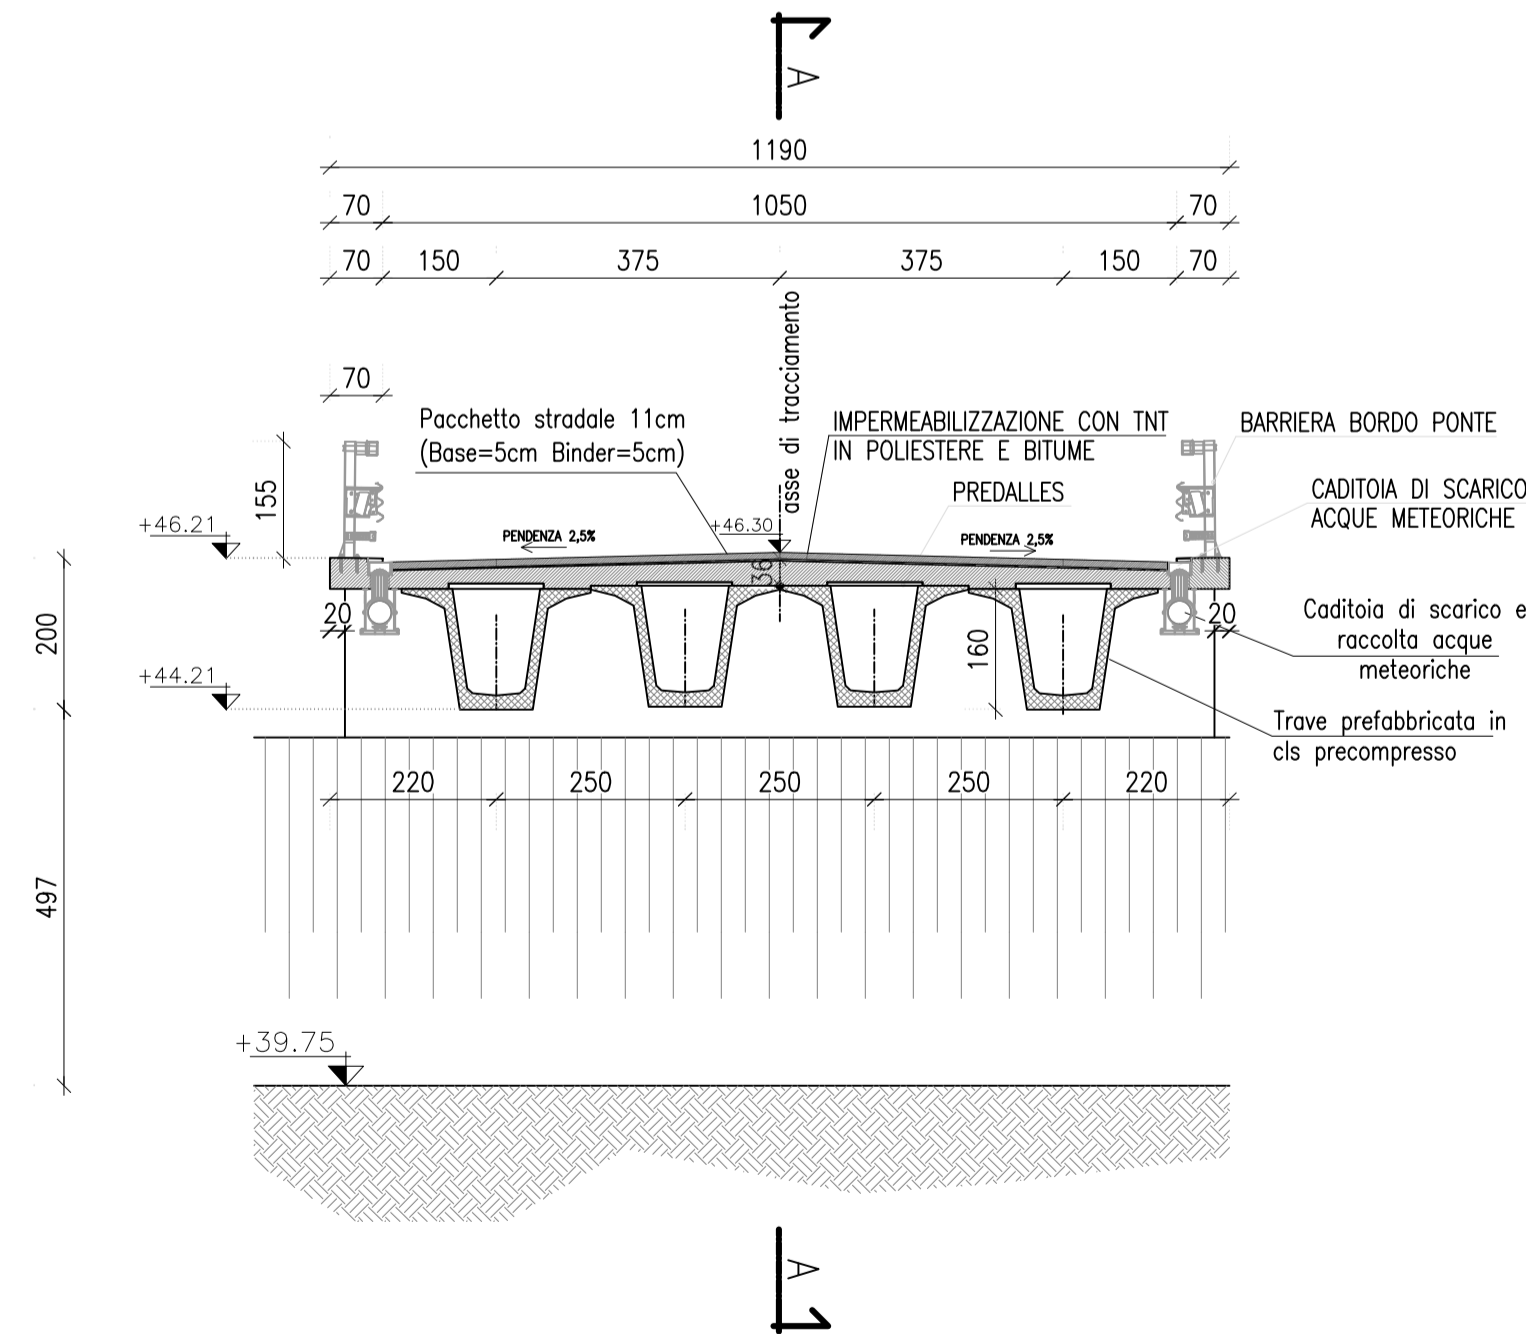 A
1190
70 1050 70
70 150 375 375 150 70
asse di tracciamento
70
Pacchetto stradale 11cm
(Base=5cm Binder=5cm)
IMPERMEABILIZZAZIONE CON TNT
IN POLIESTERE E BITUME
BARRIERA BORDO PONTE
PREDALLES
CADITOIA DI SCARICO
ACQUE METEORICHE
155
+46.21
PENDENZA 2,5%
+46.30
PENDENZA 2,5%
36
20
20
Caditoia di scarico e
raccolta acque
meteoriche
200
160
+44.21
Trave prefabbricata in
cls precompresso
220 250 250 250 220
497
+39.75
A